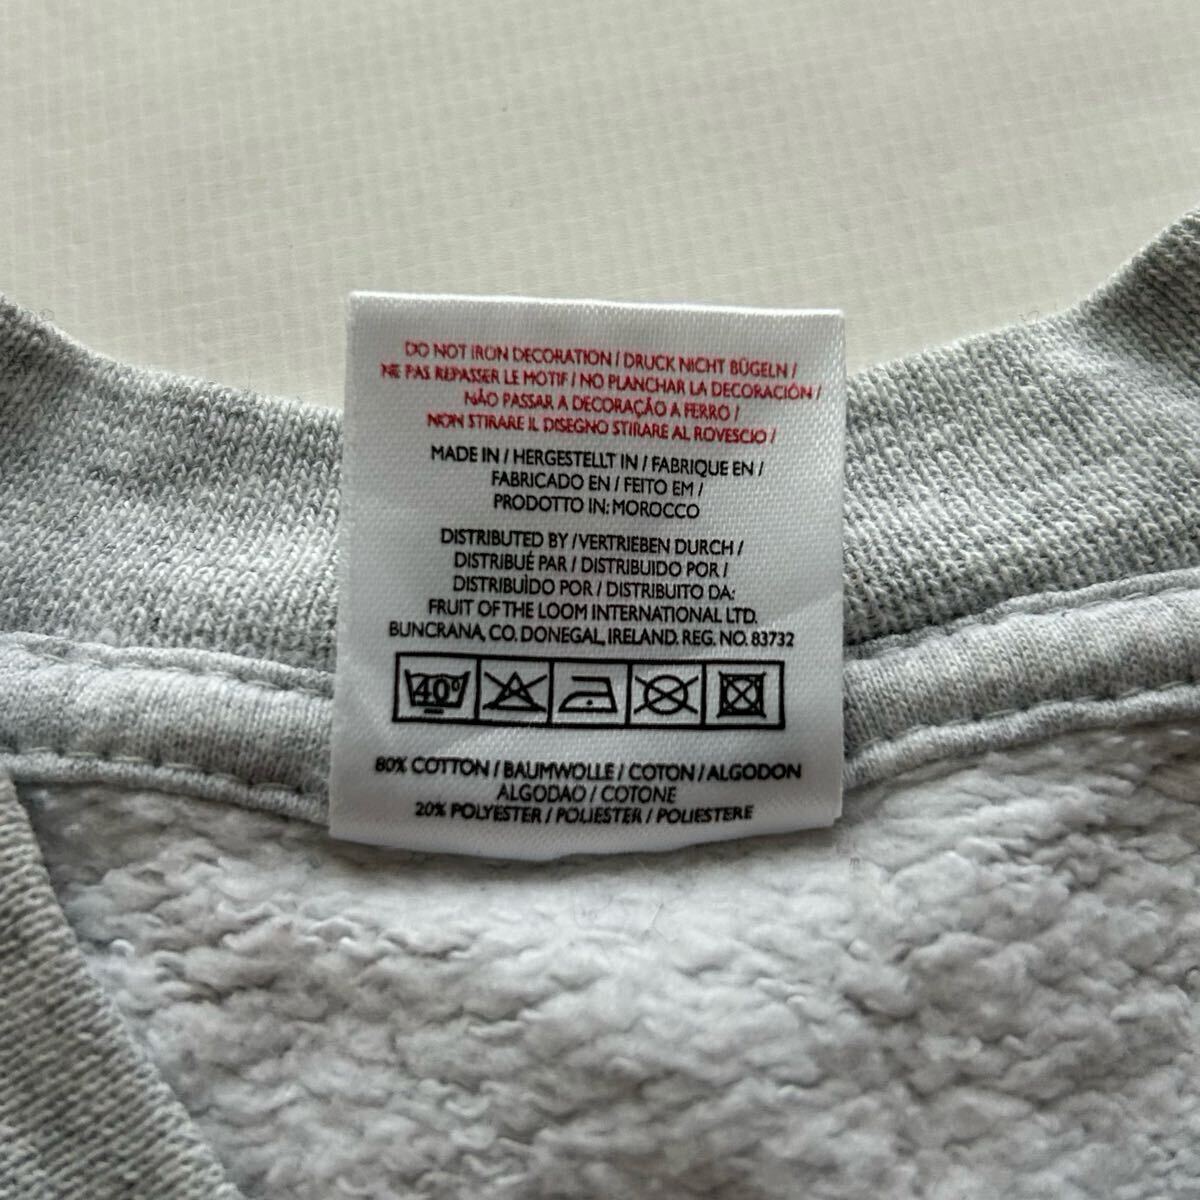 DO NOT IRON DECORATION / DRUCK NICHT BÜGELN /
NE PAS REPASSER LE MOTIF / NO PLANCHAR LA DECORACIÓN /
NÃO PASSAR A DECORAÇÃO A FERRO /
NON STIRARE IL DISEGNO STIRARE AL ROVESCIO /
MADE IN / HERGESTELLT IN / FABRIQUE EN /
FABRICADO EN / FEITO EM /
PRODOTTO IN: MOROCCO
DISTRIBUTED BY / VERTRIEBEN DURCH /
DISTRIBUÉ PAR / DISTRIBUIDO POR /
DISTRIBUÌDO POR / DISTRIBUITO DA:
FRUIT OF THE LOOM INTERNATIONAL LTD.
BUNCRANA, CO. DONEGAL, IRELAND. REG. NO. 83732
40°
80% COTTON / BAUMWOLLE / COTON / ALGODON
ALGODAO / COTONE
20% POLYESTER / POLIESTER / POLIESTERE